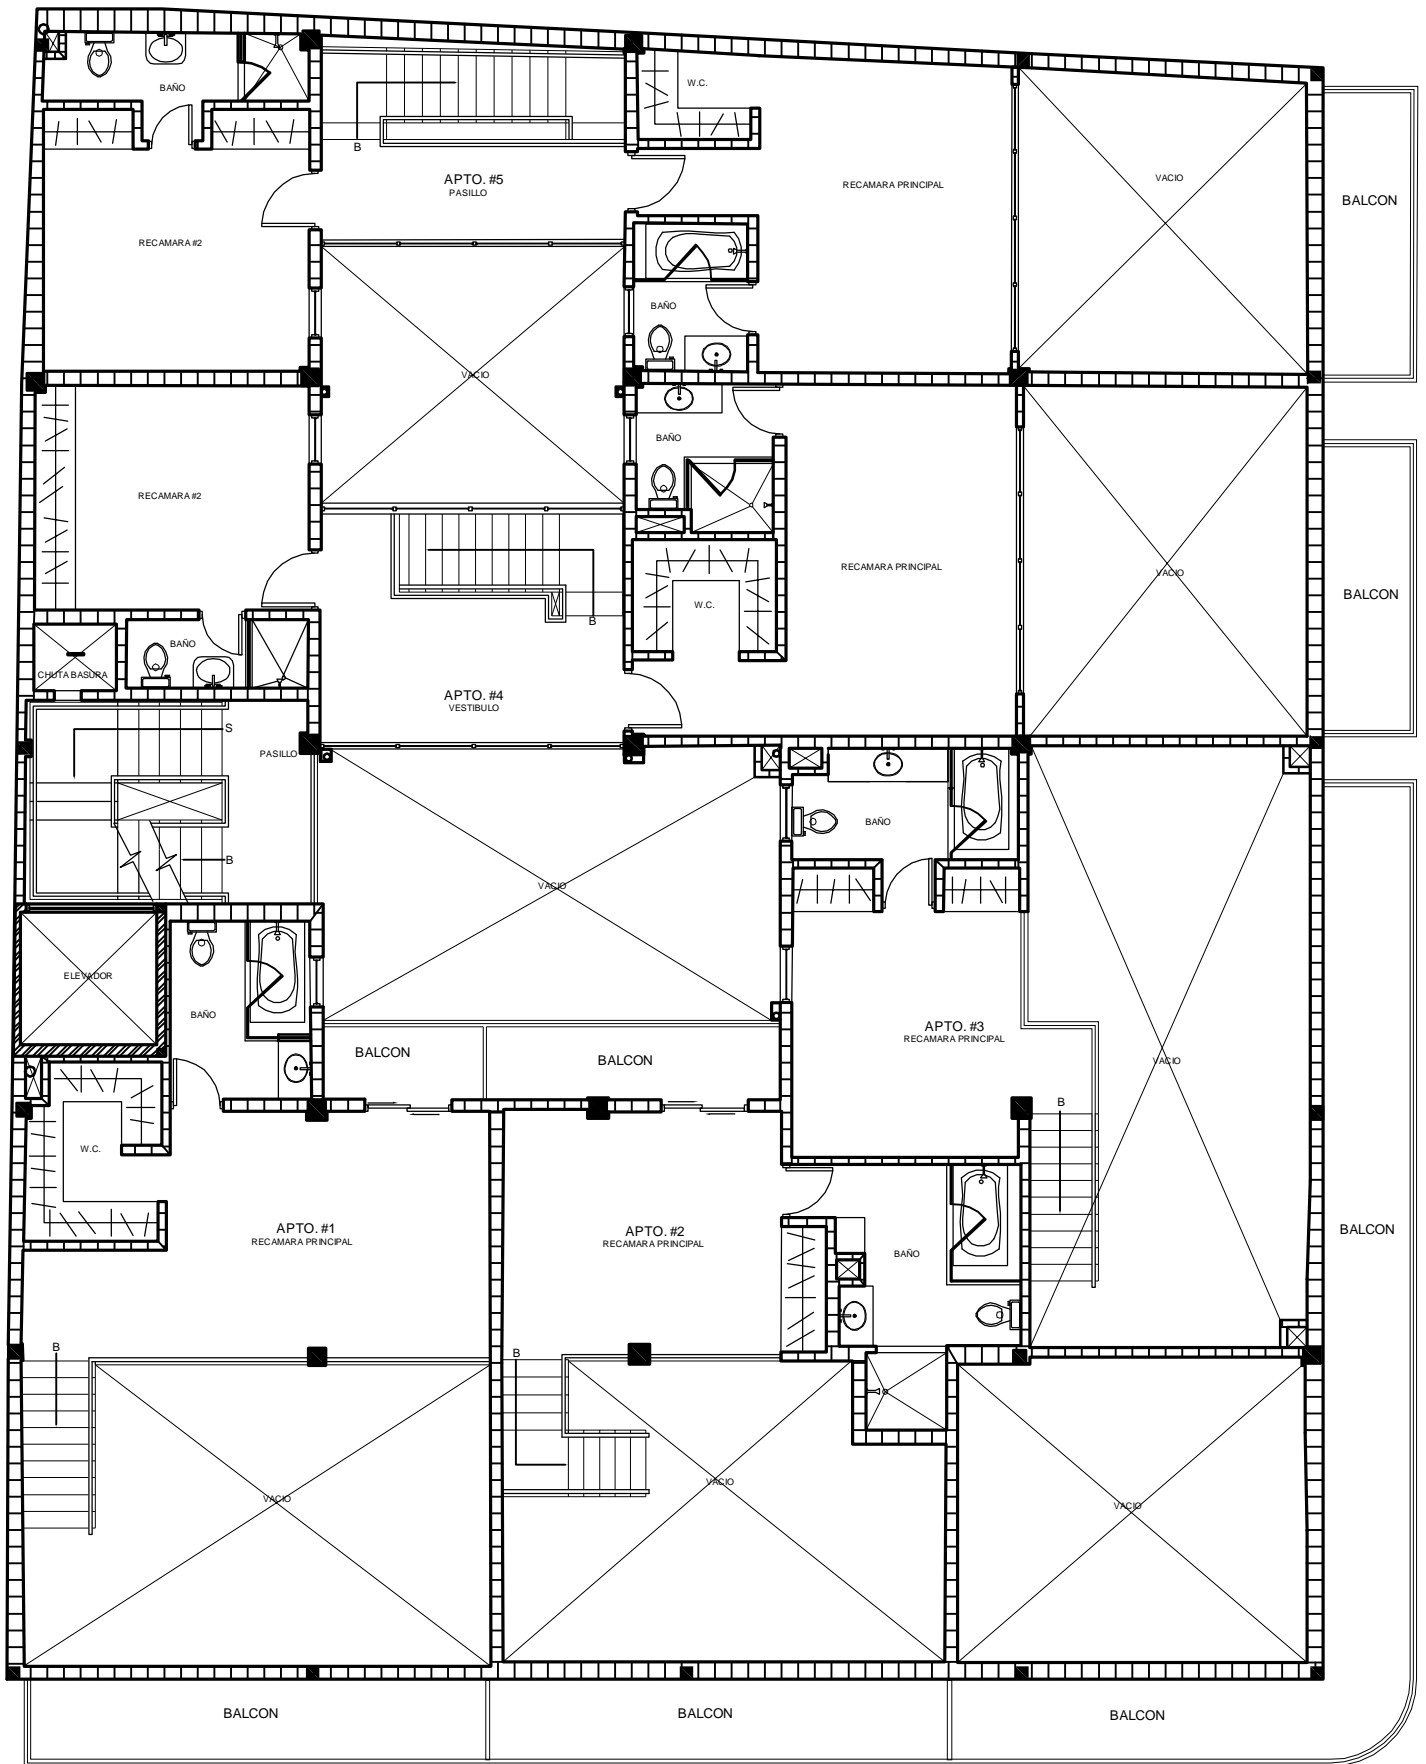 BAÑO
W.C.
B
APTO. #5
PASILLO
RECAMARA PRINCIPAL
VACIO
BALCON
RECAMARA #2
BAÑO
VACIO
BAÑO
RECAMARA #2
RECAMARA PRINCIPAL
VACIO
BALCON
W.C.
B
BAÑO
CHUTA BASURA
APTO. #4
VESTIBULO
S
PASILLO
BAÑO
B
VACIO
ELEVADOR
BAÑO
APTO. #3
RECAMARA PRINCIPAL
BALCON
BALCON
VACIO
B
W.C.
APTO. #1
RECAMARA PRINCIPAL
APTO. #2
RECAMARA PRINCIPAL
BAÑO
BALCON
B
B
VACIO
VACIO
VACIO
BALCON
BALCON
BALCON